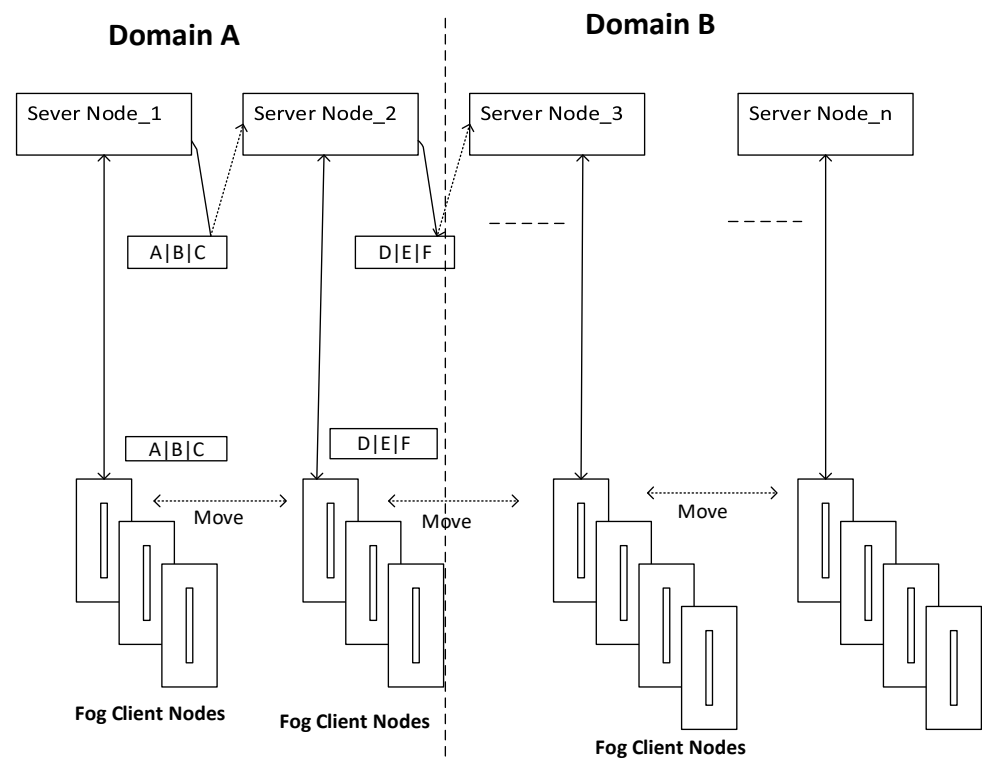 Domain A
Domain B
Sever Node_1
Server Node_2
Server Node_3
Server Node_n
A|B|C
D|E|F
A|B|C
D|E|F
Move
Move
Move
Fog Client Nodes
Fog Client Nodes
Fog Client Nodes